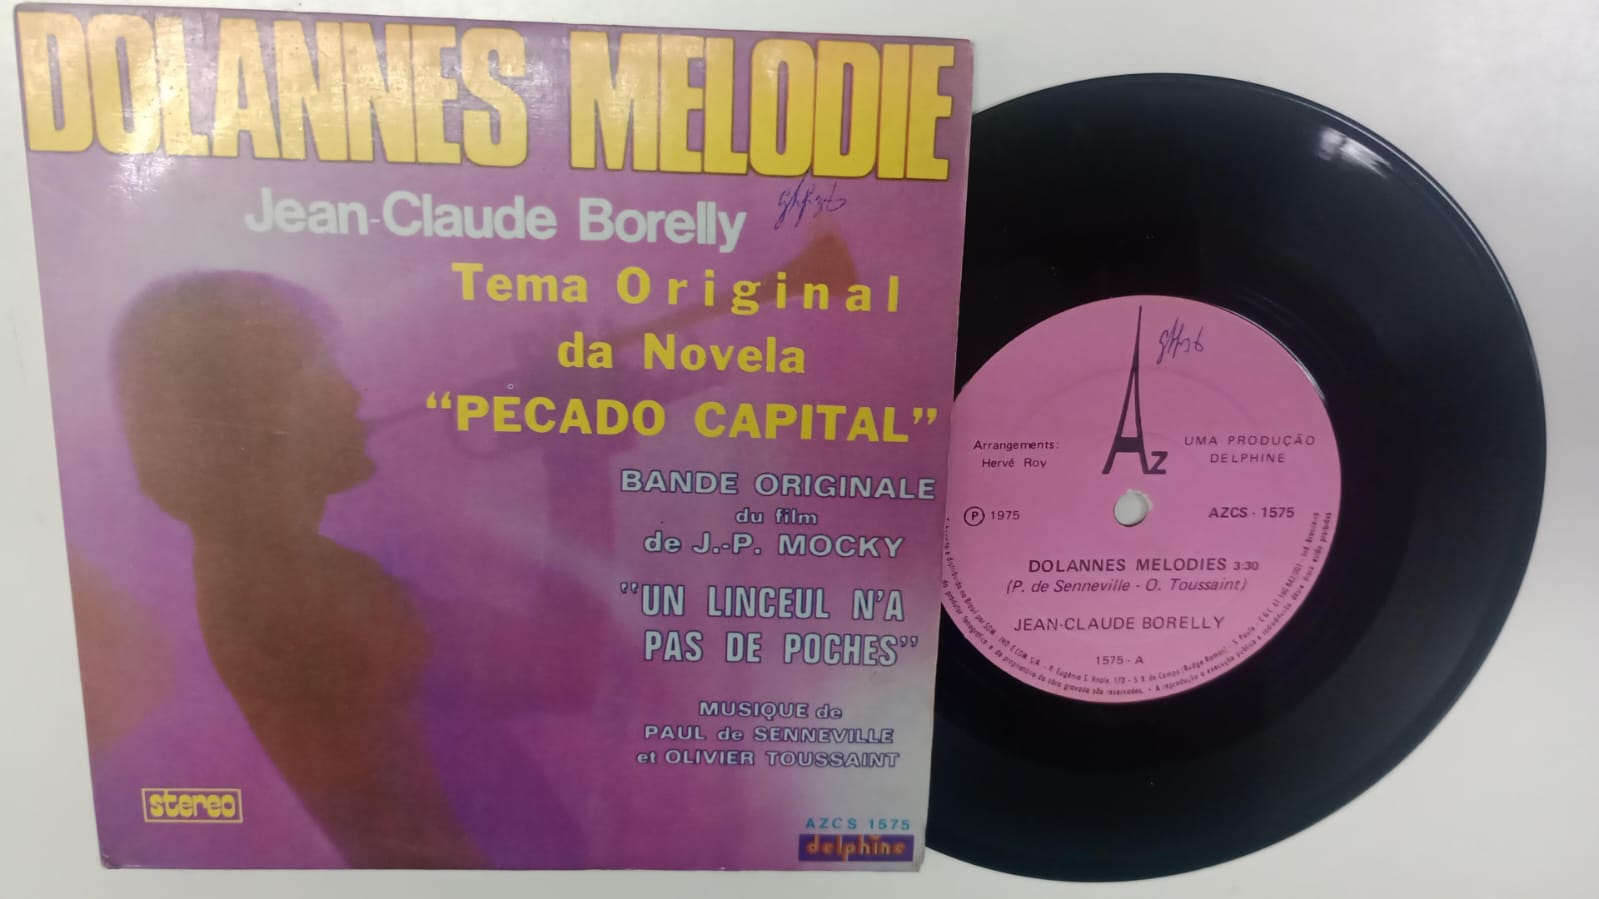 DOLANNES MELODIE
Jean-Claude Borelly
Tema Original
da Novela
“PECADO CAPITAL”
BANDE ORIGINALE
du film
de J.-P. MOCKY
"UN LINCEUL N'A
PAS DE POCHES"
MUSIQUE de
PAUL de SENNEVILLE
et OLIVIER TOUSSAINT
stereo
AZCS 1575
delphine
Az
Arrangements:
Hervé Roy
UMA PRODUÇÃO
DELPHINE
℗ 1975
AZCS - 1575
DOLANNES MELODIES 3:30
(P. de Senneville - O. Toussaint)
JEAN-CLAUDE BORELLY
1575 - A